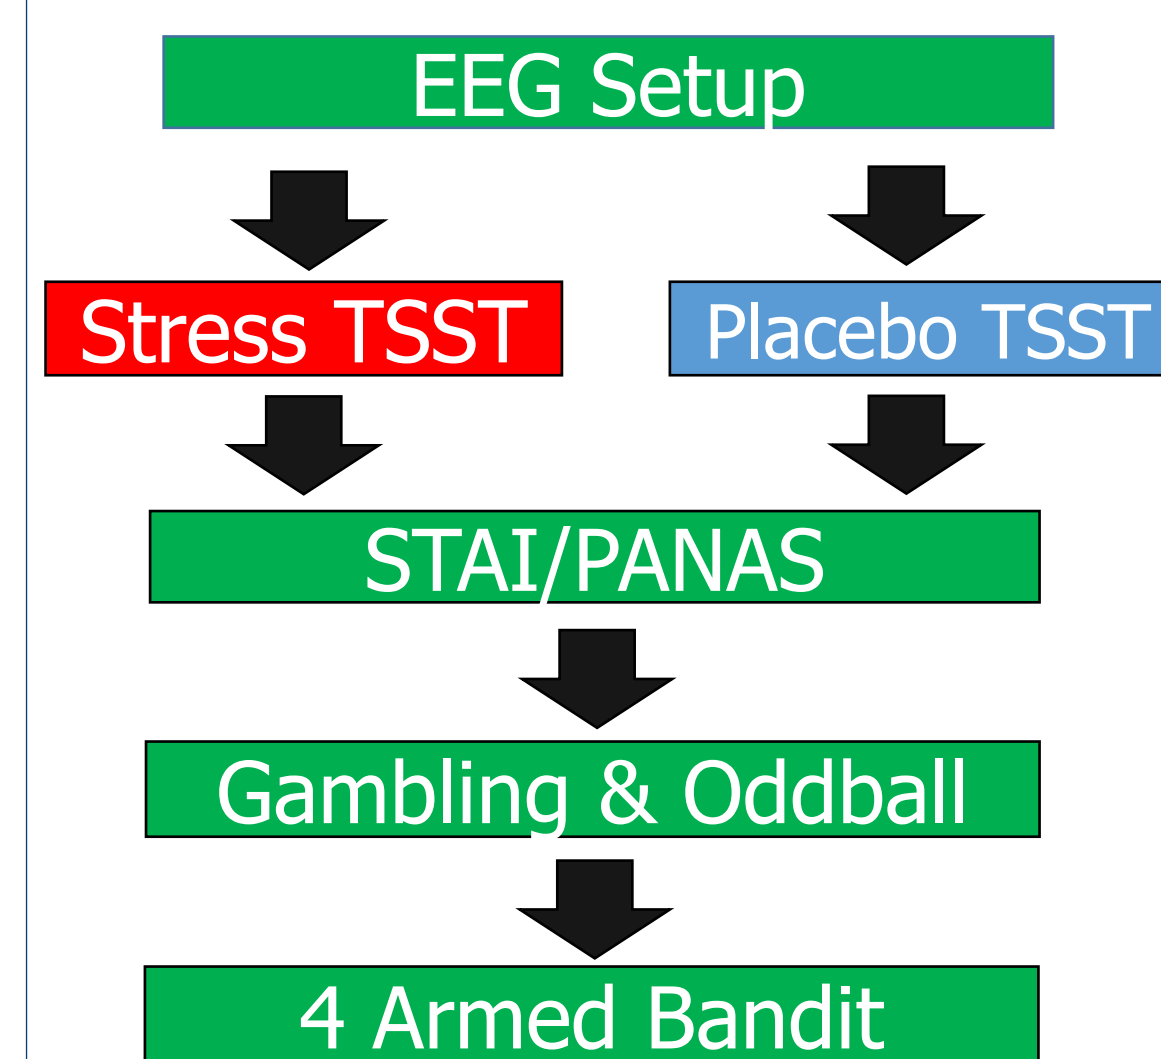 EEG Setup
Stress TSST
Placebo TSST
STAI/PANAS
Gambling & Oddball
4 Armed Bandit